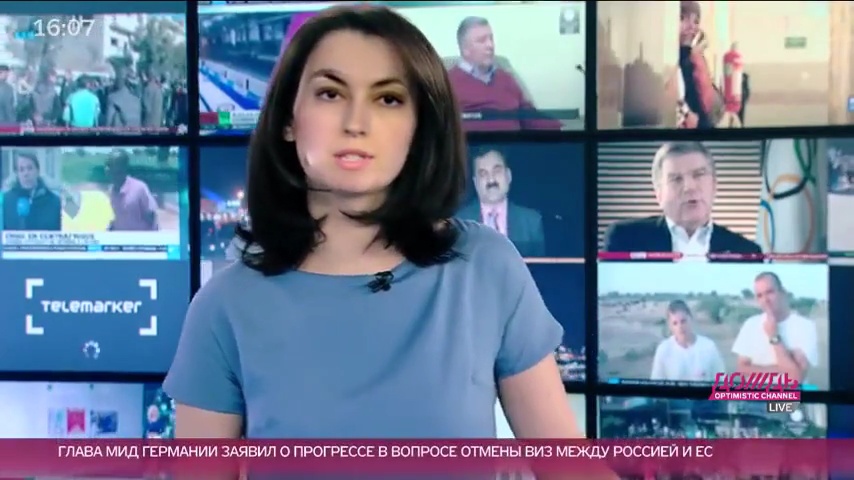 16:07
TELEMARKER
ДОЖДЬ
OPTIMISTIC CHANNEL
LIVE
ГЛАВА МИД ГЕРМАНИИ ЗАЯВИЛ О ПРОГРЕССЕ В ВОПРОСЕ ОТМЕНЫ ВИЗ МЕЖДУ РОССИЕЙ И ЕС